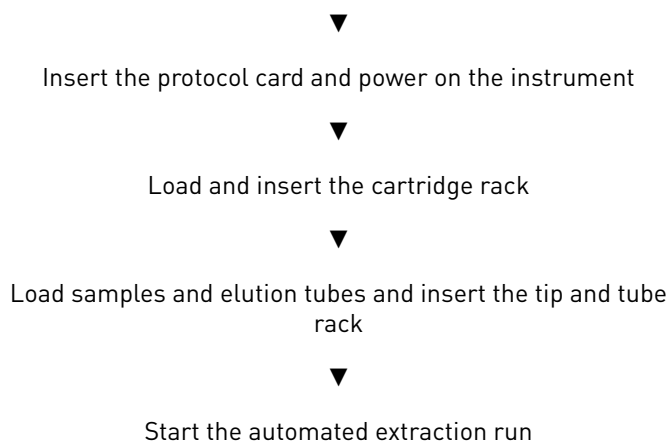 ▼
Insert the protocol card and power on the instrument
▼
Load and insert the cartridge rack
▼
Load samples and elution tubes and insert the tip and tube
rack
▼
Start the automated extraction run